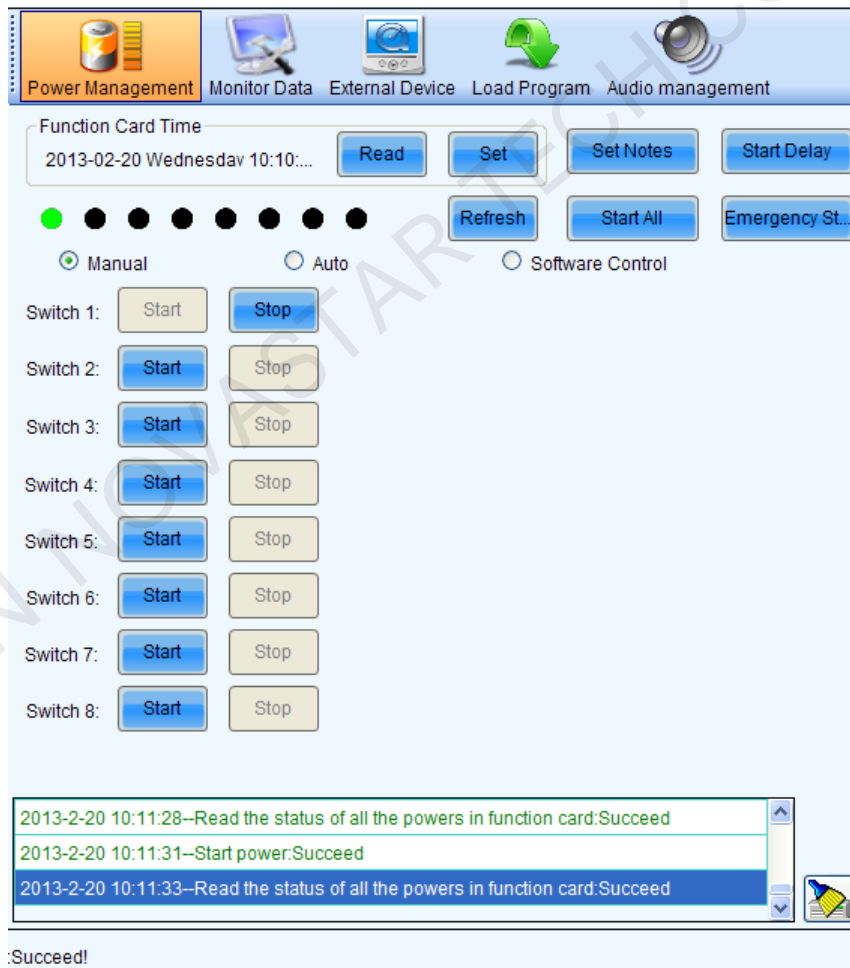 Power Management Monitor Data External Device Load Program Audio management
Function Card Time
2013-02-20 Wednesday 10:10:... Read Set Set Notes Start Delay
Refresh Start All Emergency St...
Manual Auto Software Control
Switch 1: Start Stop
Switch 2: Start Stop
Switch 3: Start Stop
Switch 4: Start Stop
Switch 5: Start Stop
Switch 6: Start Stop
Switch 7: Start Stop
Switch 8: Start Stop
2013-2-20 10:11:28--Read the status of all the powers in function card:Succeed
2013-2-20 10:11:31--Start power:Succeed
2013-2-20 10:11:33--Read the status of all the powers in function card:Succeed
:Succeed!
NOVASTAR TECH